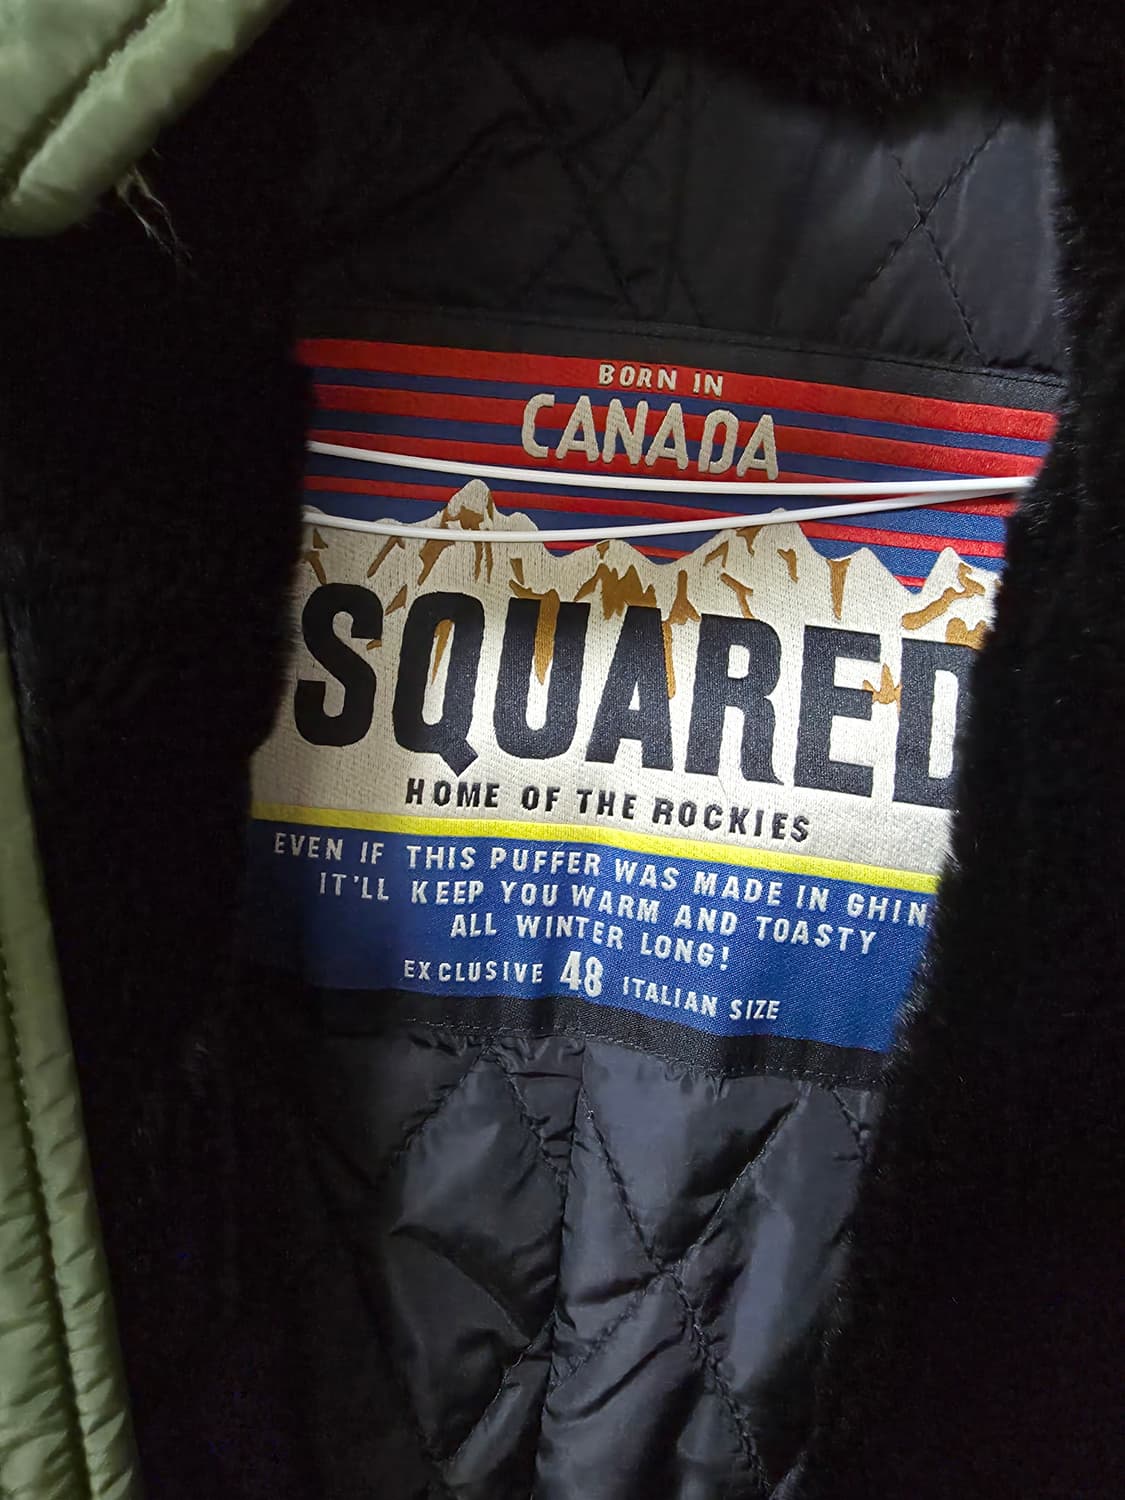 BORN IN
CANADA
SQUARED
HOME OF THE ROCKIES
EVEN IF THIS PUFFER WAS MADE IN GHIN
IT'LL KEEP YOU WARM AND TOASTY
ALL WINTER LONG!
EXCLUSIVE 48 ITALIAN SIZE